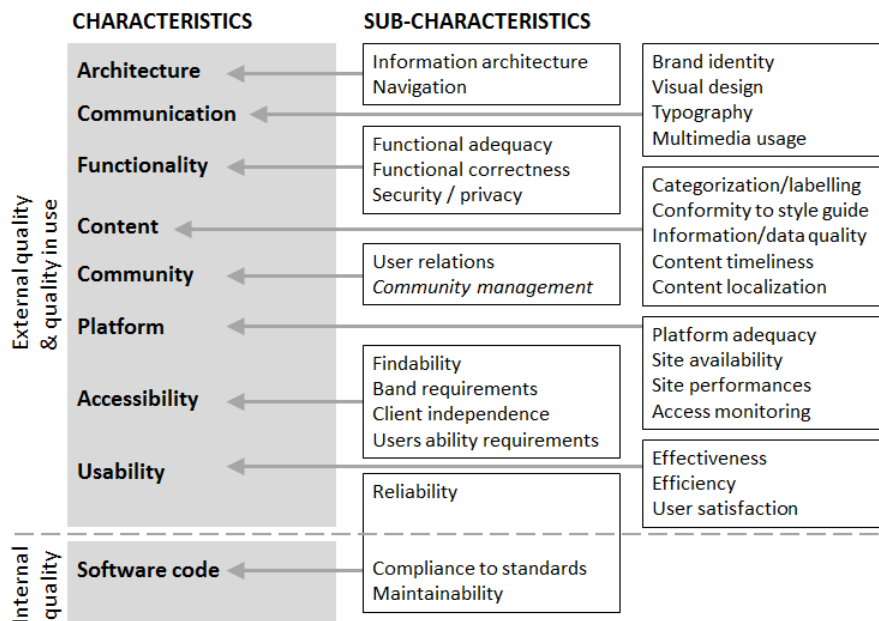 CHARACTERISTICS
SUB-CHARACTERISTICS
External quality
& quality in use
Architecture
Information architecture
Navigation
Communication
Brand identity
Visual design
Typography
Multimedia usage
Functionality
Functional adequacy
Functional correctness
Security / privacy
Content
Categorization/labelling
Conformity to style guide
Information/data quality
Content timeliness
Content localization
Community
User relations
Community management
Platform
Platform adequacy
Site availability
Site performances
Access monitoring
Accessibility
Findability
Band requirements
Client independence
Users ability requirements
Usability
Effectiveness
Efficiency
User satisfaction
Internal
quality
Software code
Reliability
Compliance to standards
Maintainability